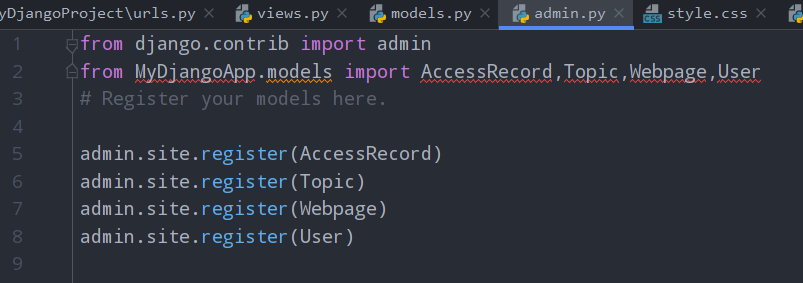 yDjangoProject\urls.py × views.py × models.py × admin.py × style.css ×
1 from django.contrib import admin
2 from MyDjangoApp.models import AccessRecord,Topic,Webpage,User
3 # Register your models here.
4
5 admin.site.register(AccessRecord)
6 admin.site.register(Topic)
7 admin.site.register(Webpage)
8 admin.site.register(User)
9